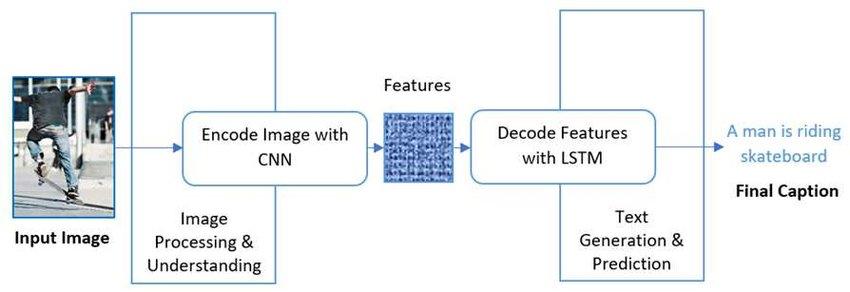 Input Image
Encode Image with
CNN
Image
Processing &
Understanding
Features
Decode Features
with LSTM
Text
Generation &
Prediction
A man is riding
skateboard
Final Caption